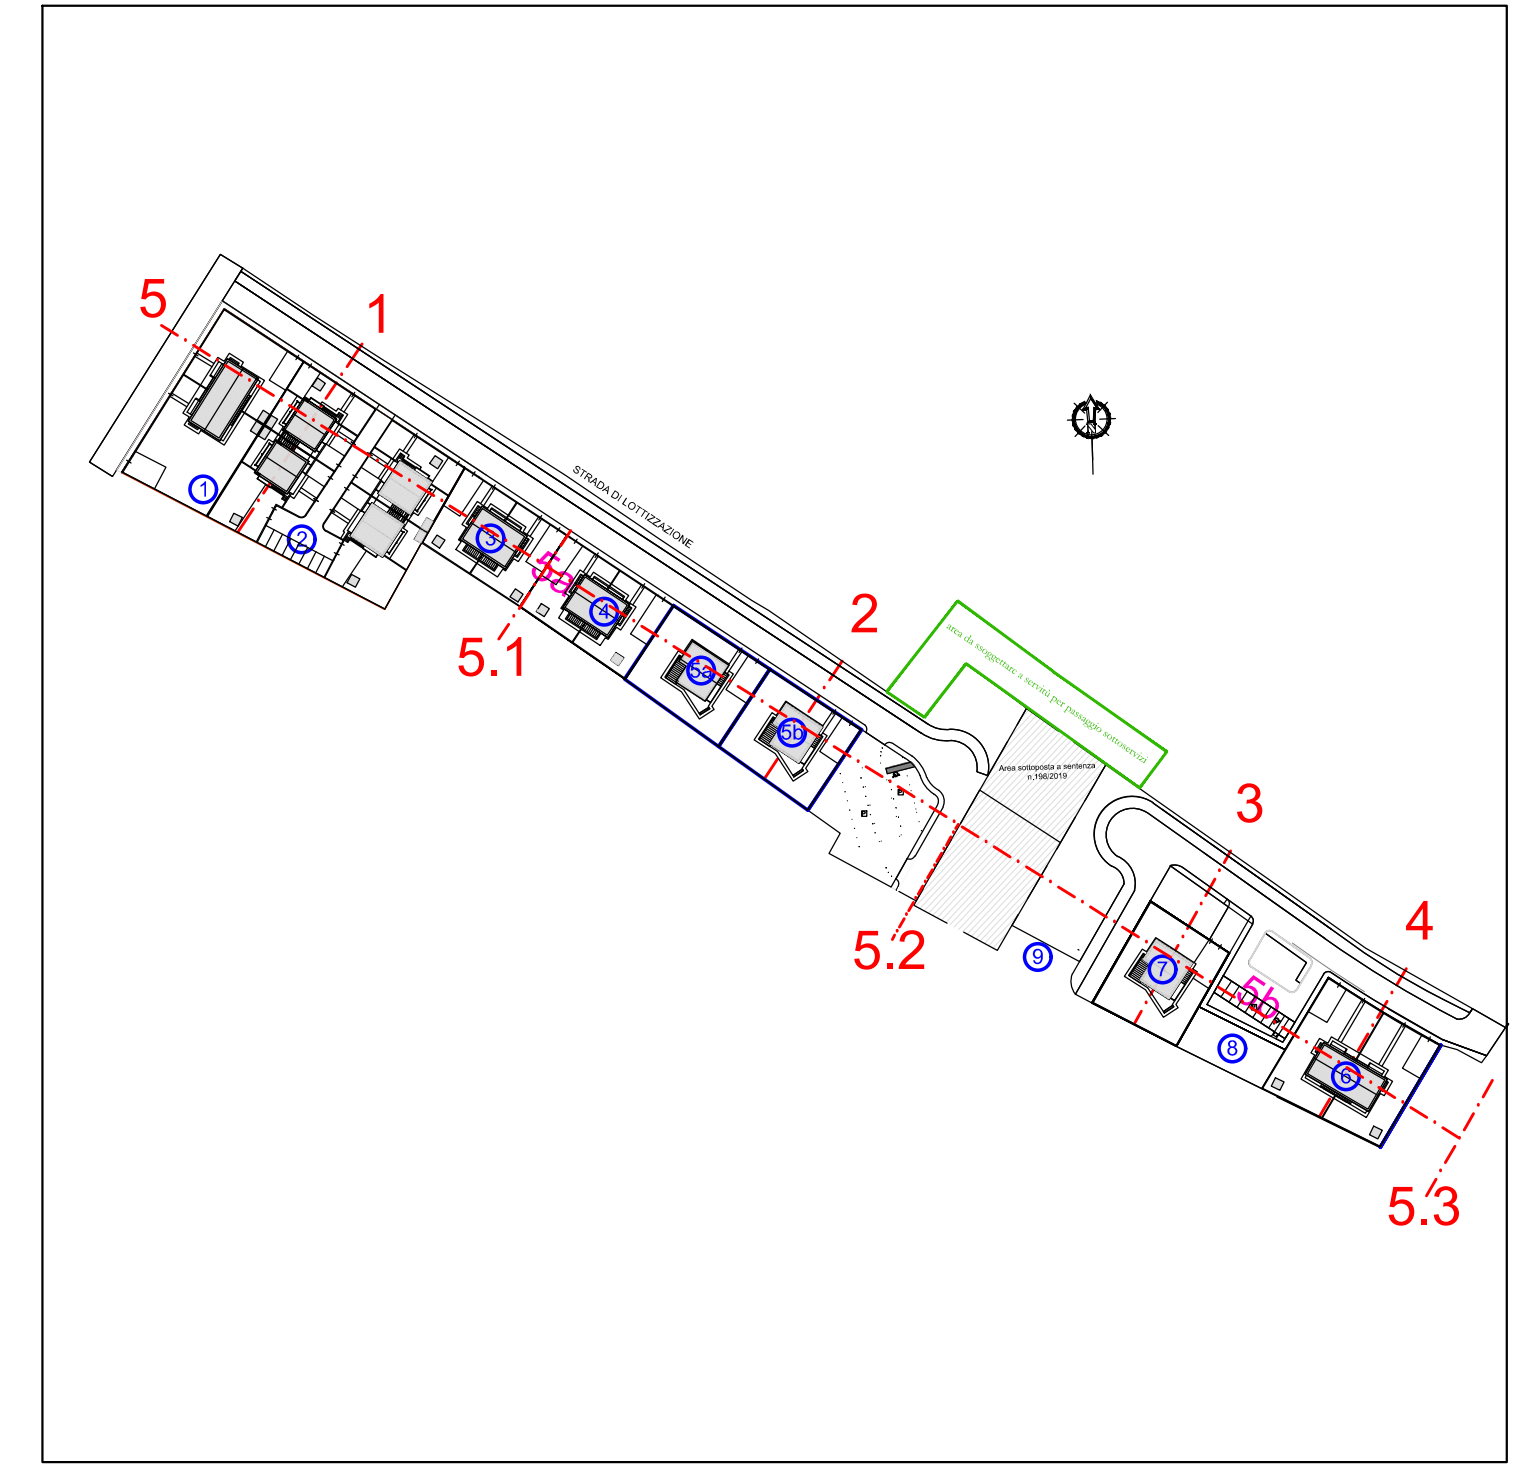 5
1
STRADA DI LOTTIZZAZIONE
1
2
3
5a
4
5.1
5a
2
5b
area da ssoggettare a servitù per passaggio sottoservizi
Area sottoposta a sentenza
n.198/2019
P
P
3
5.2
9
7
4
5b
8
6
5.3